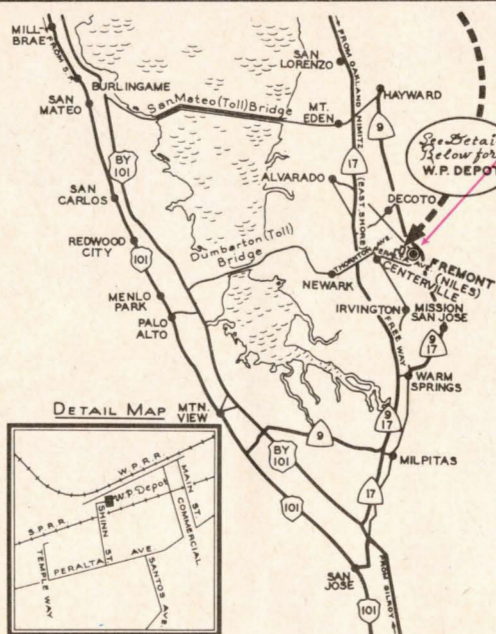 MILL-
BRAE
FROM S.F.
BURLINGAME
SAN
MATEO
San Mateo (Toll) Bridge
SAN
LORENZO
FROM OAKLAND
NIMITZ
(EAST SHORE)
FREEWAY
HAYWARD
MT.
EDEN
9
17
See Detail
Below for
W.P. DEPOT
BY
101
SAN
CARLOS
ALVARADO
DECOTO
REDWOOD
CITY
101
Dumbarton (Toll)
Bridge
THORNTON AVE
FREMONT
(NILES)
CENTERVILLE
NEWARK
MENLO
PARK
IRVINGTON
MISSION
SAN JOSE
PALO
ALTO
9
17
WARM
SPRINGS
DETAIL MAP
MTN.
VIEW
9
9
17
BY
101
MILPITAS
17
101
SAN
JOSE
101
FROM GILROY
W. P. R. R.
W.P. Depot
MAIN ST.
COMMERCIAL
S. P. R. R.
SHINN ST.
TEMPLE WAY
PERALTA AVE.
SANTOS AVE.